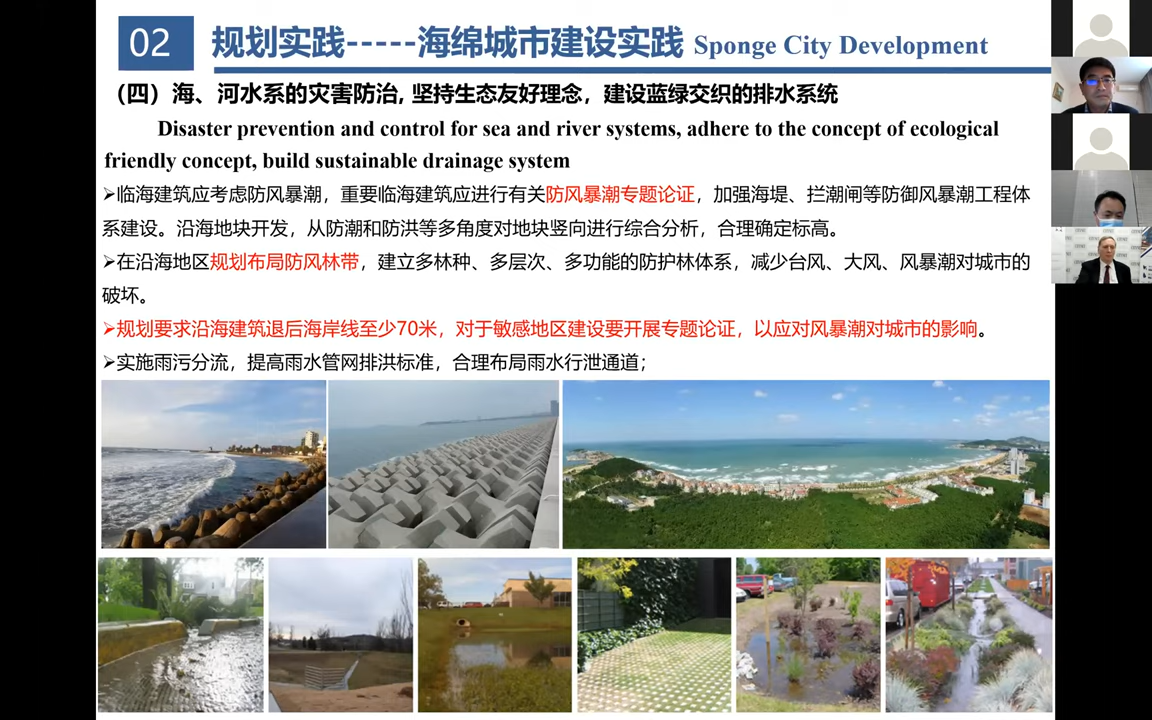 02 规划实践-----海绵城市建设实践 Sponge City Development
（四）海、河水系的灾害防治, 坚持生态友好理念，建设蓝绿交织的排水系统
Disaster prevention and control for sea and river systems, adhere to the concept of ecological
friendly concept, build sustainable drainage system
➢临海建筑应考虑防风暴潮，重要临海建筑应进行有关防风暴潮专题论证，加强海堤、拦潮闸等防御风暴潮工程体
系建设。沿海地块开发，从防潮和防洪等多角度对地块竖向进行综合分析，合理确定标高。
➢在沿海地区规划布局防风林带，建立多林种、多层次、多功能的防护林体系，减少台风、大风、风暴潮对城市的
破坏。
➢规划要求沿海建筑退后海岸线至少70米，对于敏感地区建设要开展专题论证，以应对风暴潮对城市的影响。
➢实施雨污分流，提高雨水管网排洪标准，合理布局雨水行泄通道；